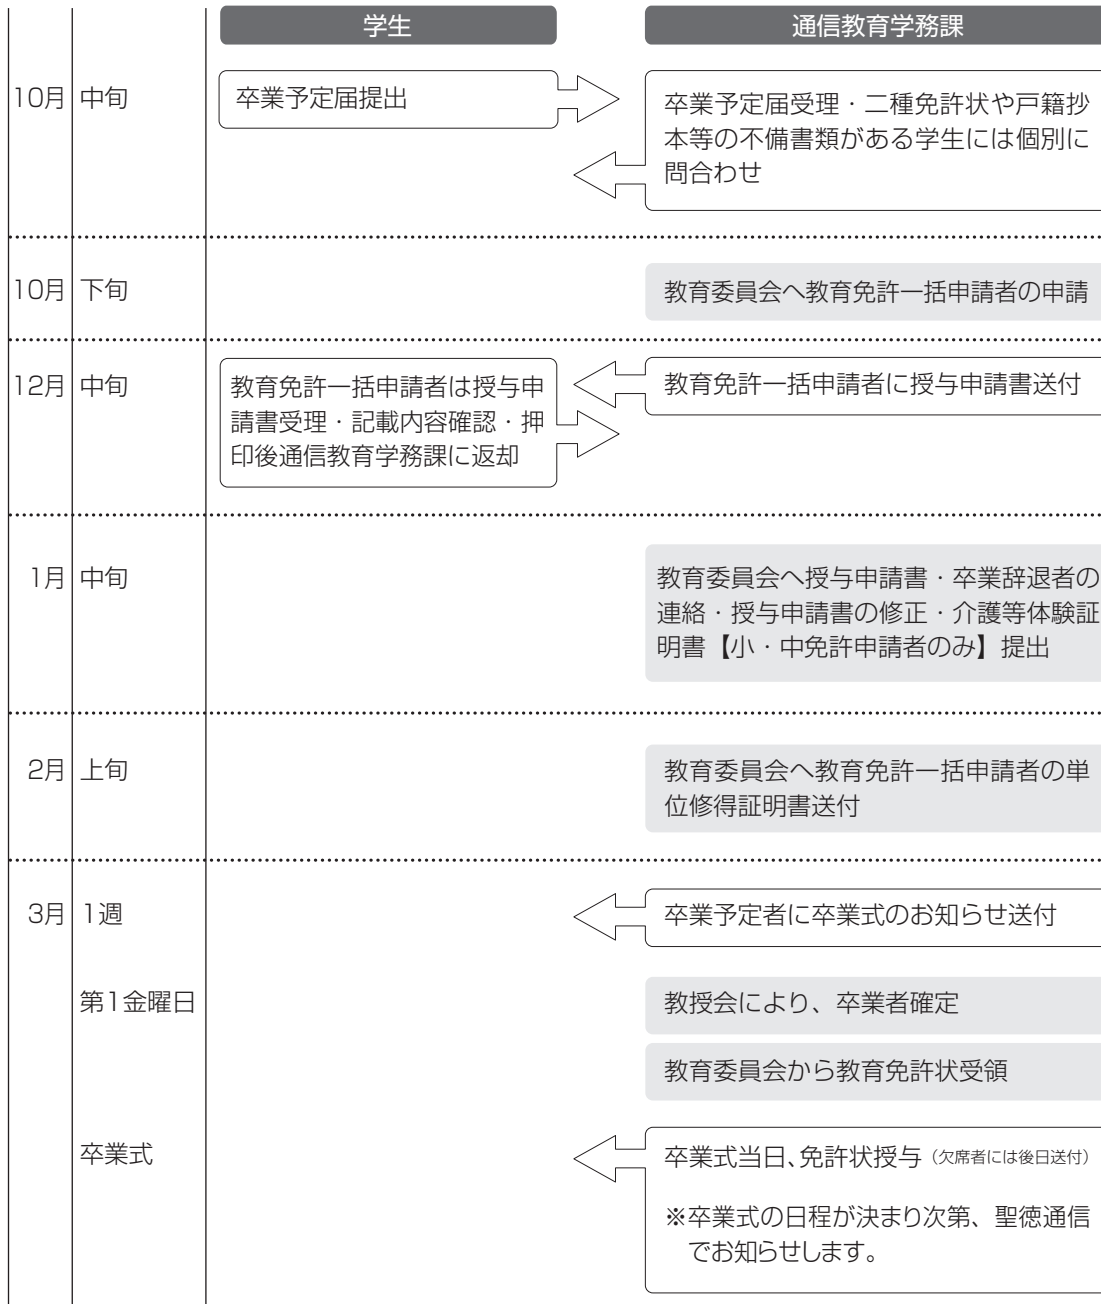 学生
通信教育学務課
10月 中旬
卒業予定届提出
卒業予定届受理・二種免許状や戸籍抄
本等の不備書類がある学生には個別に
問合わせ
10月 下旬
教育委員会へ教育免許一括申請者の申請
12月 中旬
教育免許一括申請者は授与申
請書受理・記載内容確認・押
印後通信教育学務課に返却
教育免許一括申請者に授与申請書送付
1月 中旬
教育委員会へ授与申請書・卒業辞退者の
連絡・授与申請書の修正・介護等体験証
明書【小・中免許申請者のみ】提出
2月 上旬
教育委員会へ教育免許一括申請者の単
位修得証明書送付
3月 1週
卒業予定者に卒業式のお知らせ送付
第1金曜日
教授会により、卒業者確定
教育委員会から教育免許状受領
卒業式
卒業式当日、免許状授与（欠席者には後日送付）
※卒業式の日程が決まり次第、聖徳通信
でお知らせします。